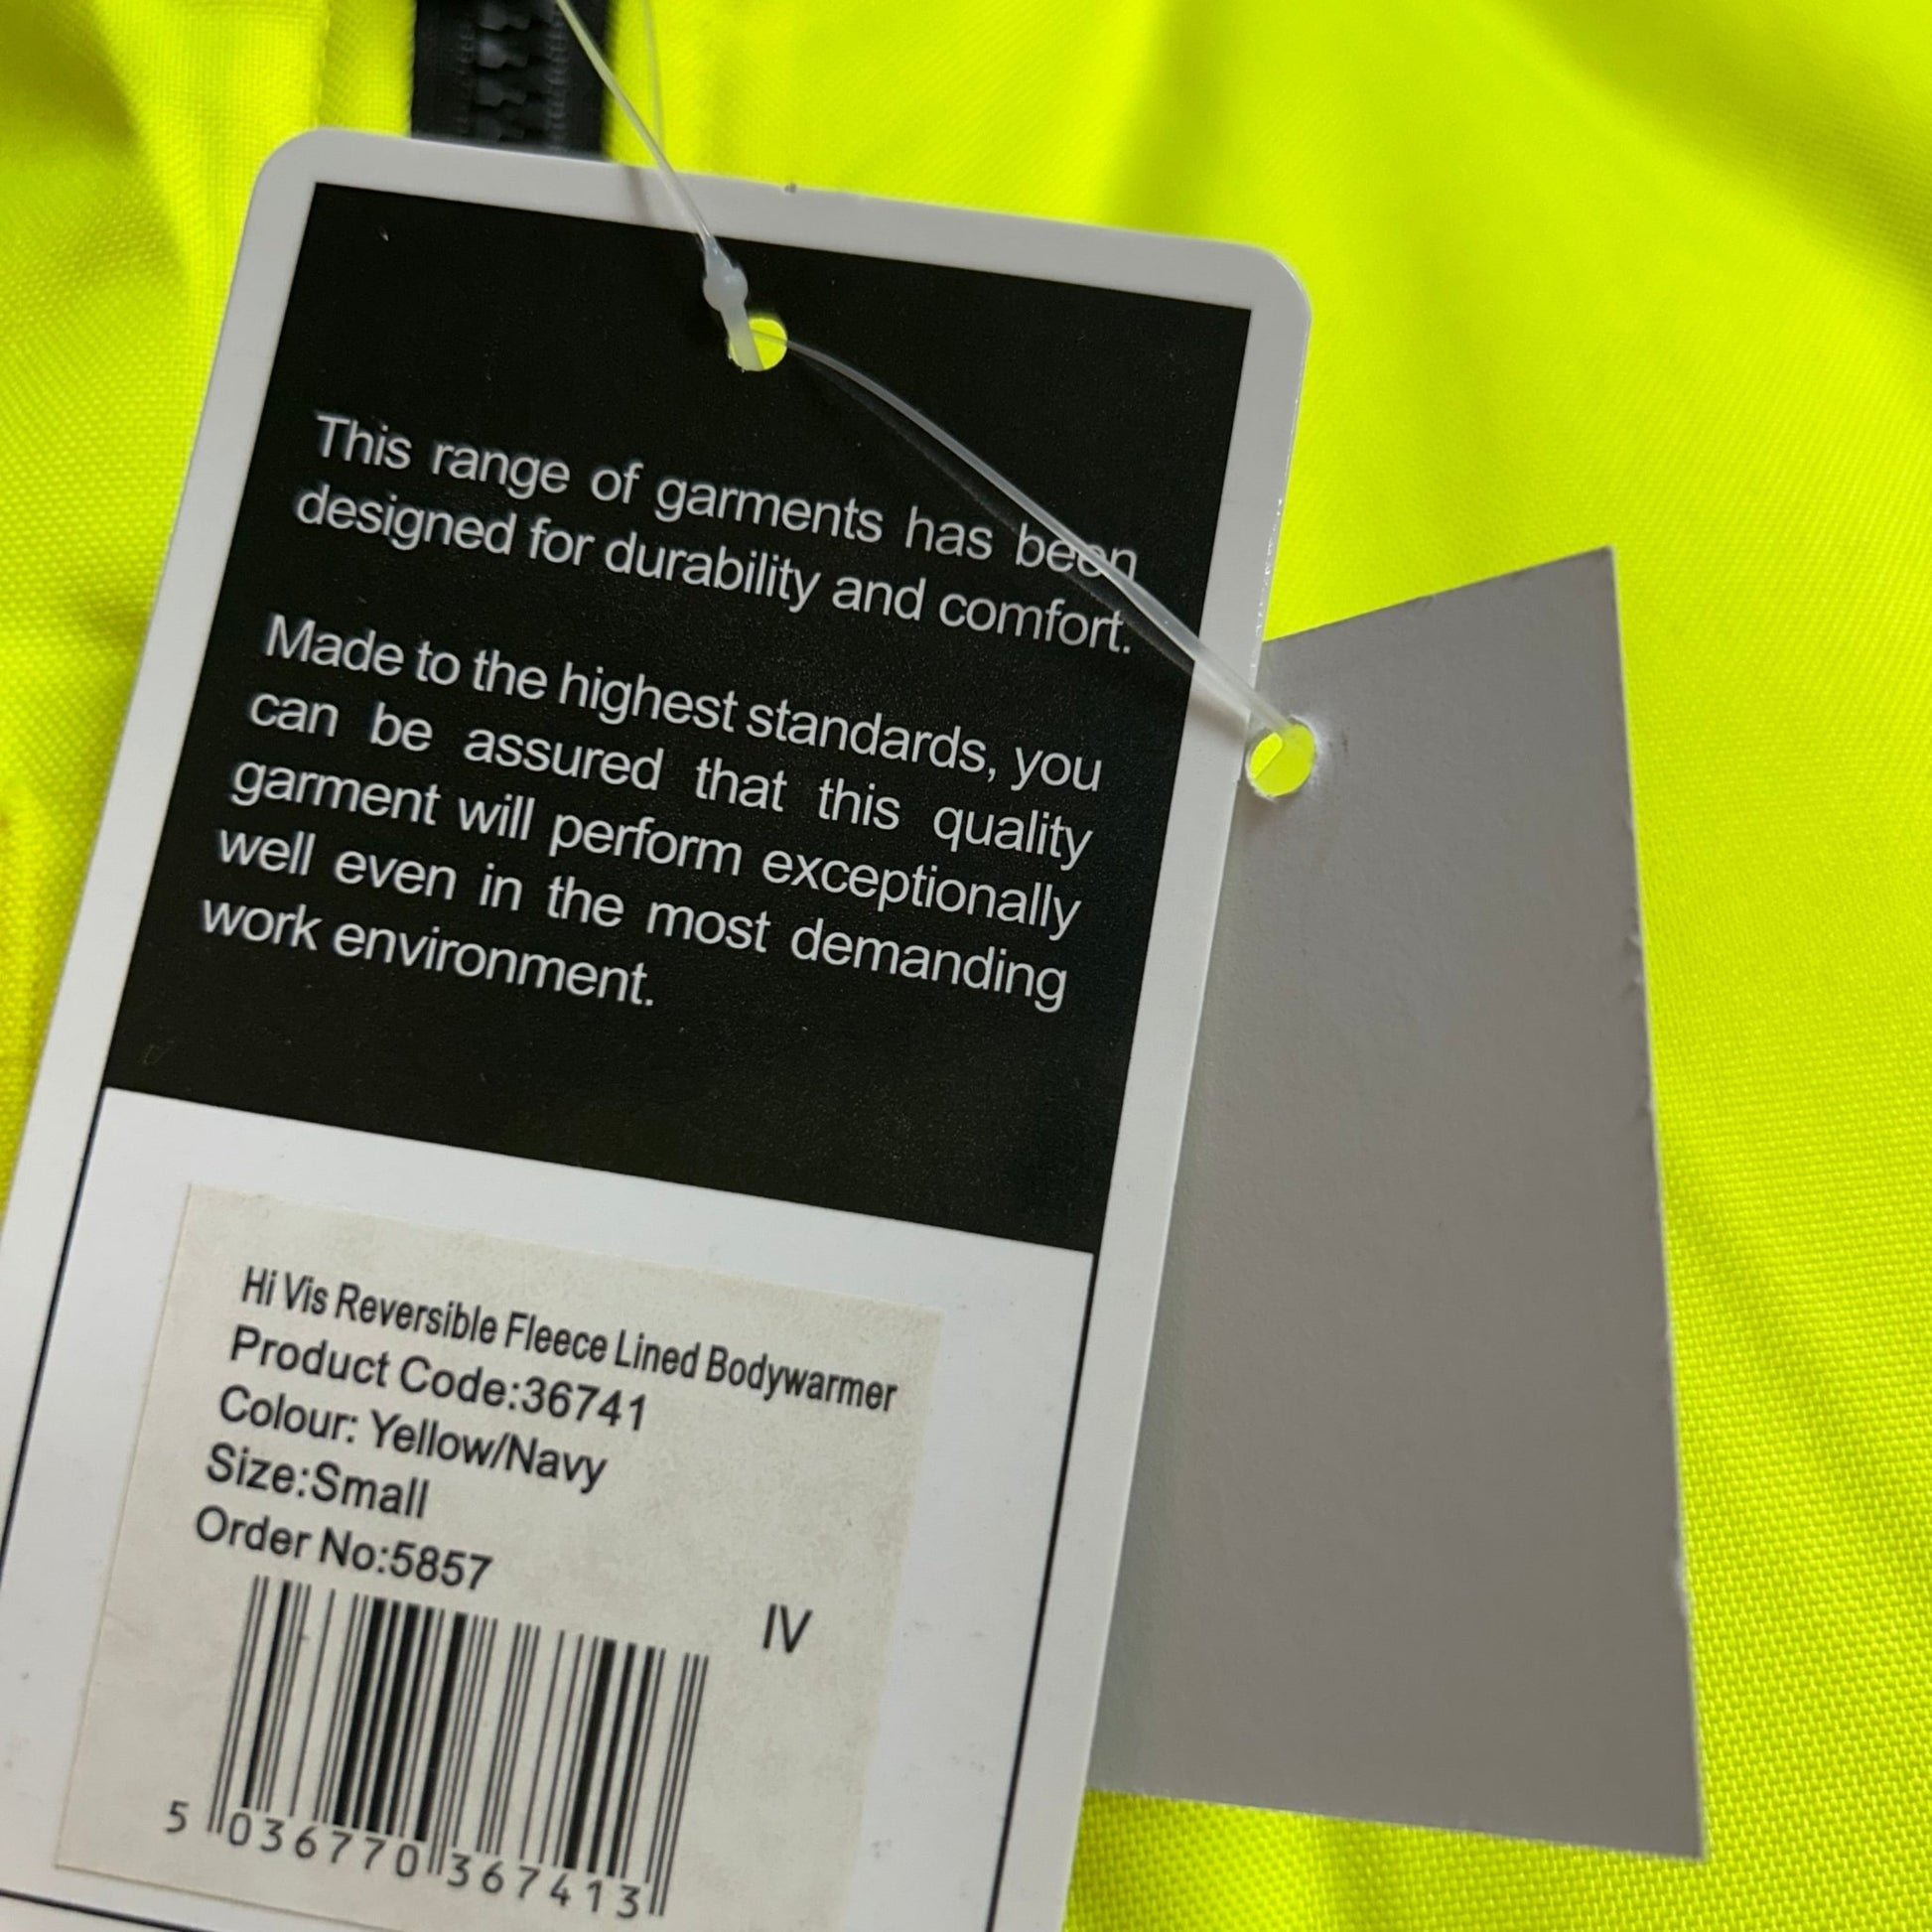 This range of garments has been
designed for durability and comfort.
Made to the highest standards, you
can be assured that this quality
garment will perform exceptionally
well even in the most demanding
work environment.
Hi Vis Reversible Fleece Lined Bodywarmer
Product Code:36741
Colour: Yellow/Navy
Size:Small
Order No:5857
IV
5 036770 367413